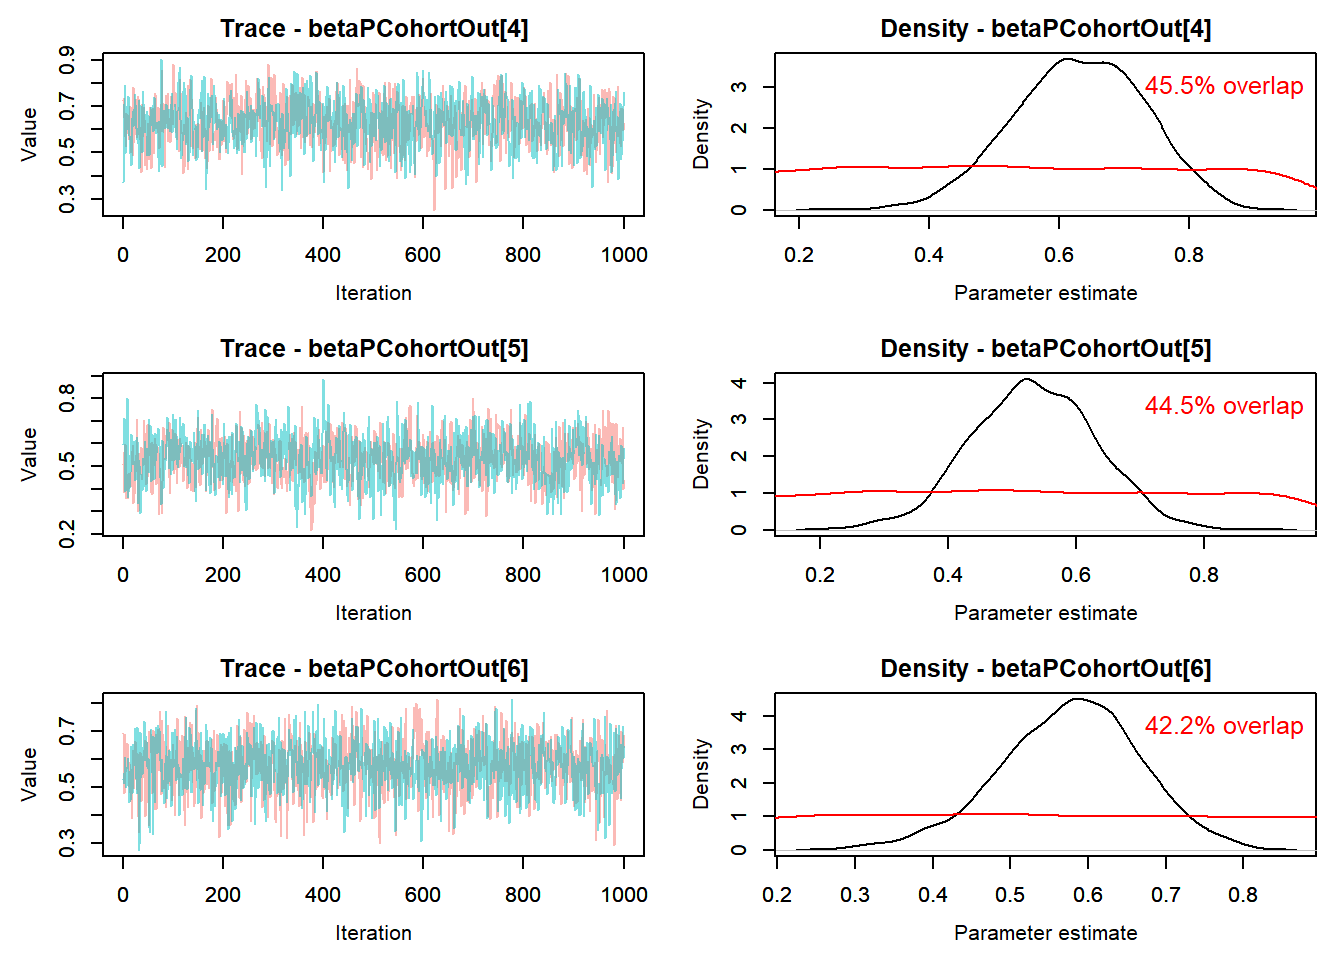 Trace - betaPCohortOut[4]
Value
0.3 0.5 0.7 0.9
0 200 400 600 800 1000
Iteration
Density - betaPCohortOut[4]
45.5% overlap
Density
0 1 2 3
0.2 0.4 0.6 0.8
Parameter estimate
Trace - betaPCohortOut[5]
Value
0.2 0.5 0.8
0 200 400 600 800 1000
Iteration
Density - betaPCohortOut[5]
44.5% overlap
Density
0 1 2 3 4
0.2 0.4 0.6 0.8
Parameter estimate
Trace - betaPCohortOut[6]
Value
0.3 0.5 0.7
0 200 400 600 800 1000
Iteration
Density - betaPCohortOut[6]
42.2% overlap
Density
0 1 2 3 4
0.2 0.3 0.4 0.5 0.6 0.7 0.8
Parameter estimate